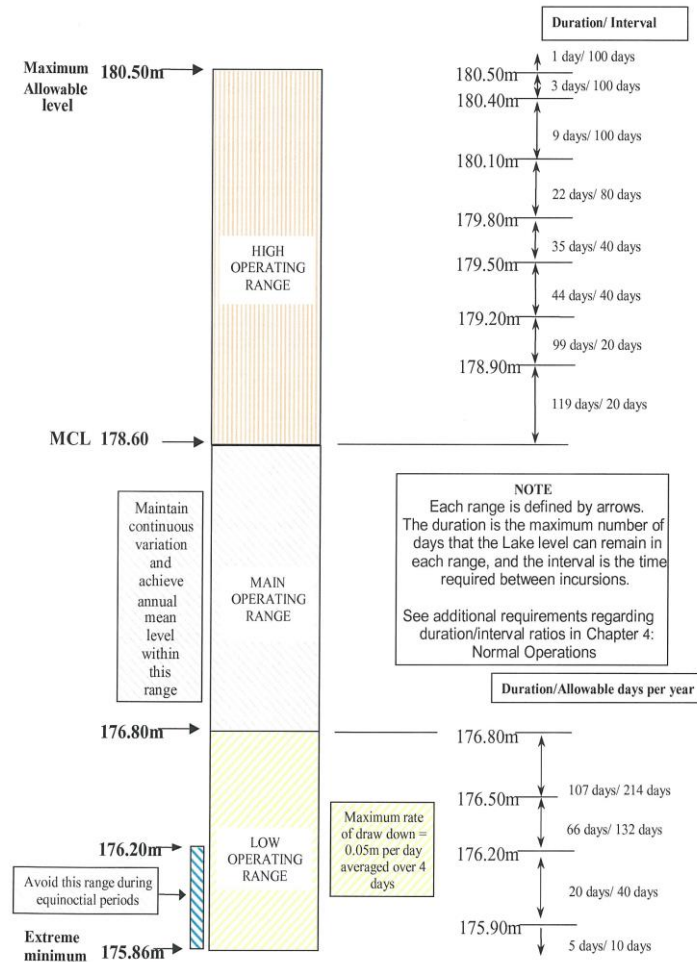 Duration/ Interval
Maximum 180.50m
Allowable
level
1 day/ 100 days
180.50m
3 days/ 100 days
180.40m
9 days/ 100 days
180.10m
22 days/ 80 days
179.80m
35 days/ 40 days
HIGH
OPERATING
RANGE
179.50m
44 days/ 40 days
179.20m
99 days/ 20 days
178.90m
119 days/ 20 days
MCL 178.60
Maintain
continuous
variation
and
achieve
annual
mean
level
within
this
range
MAIN
OPERATING
RANGE
NOTE
Each range is defined by arrows.
The duration is the maximum number of
days that the Lake level can remain in
each range, and the interval is the time
required between incursions.
See additional requirements regarding
duration/interval ratios in Chapter 4:
Normal Operations
Duration/Allowable days per year
176.80m
176.80m
107 days/ 214 days
176.50m
66 days/ 132 days
176.20m
176.20m
Maximum rate
of draw down =
0.05m per day
averaged over 4
days
LOW
OPERATING
RANGE
Avoid this range during
equinoctial periods
20 days/ 40 days
175.90m
5 days/ 10 days
Extreme
minimum 175.86m